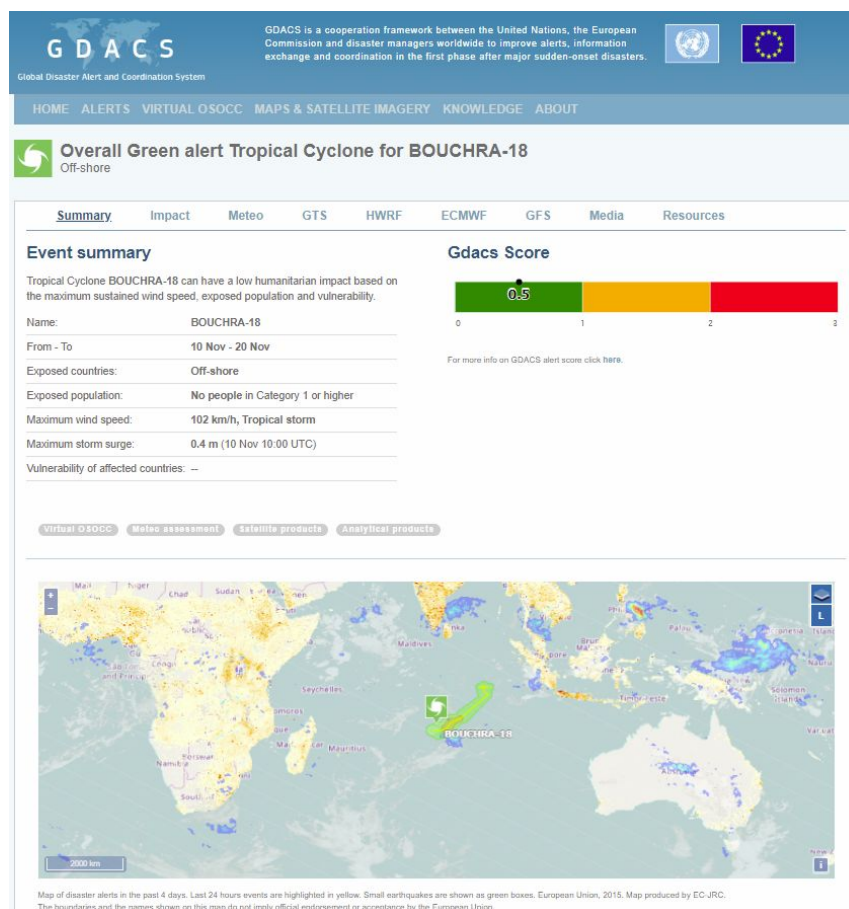 GDACS
Global Disaster Alert and Coordination System
GDACS is a cooperation framework between the United Nations, the European
Commission and disaster managers worldwide to improve alerts, information
exchange and coordination in the first phase after major sudden-onset disasters.
HOME ALERTS VIRTUAL OSOCC MAPS & SATELLITE IMAGERY KNOWLEDGE ABOUT
Overall Green alert Tropical Cyclone for BOUCHRA-18
Off-shore
Summary Impact Meteo GTS HWRF ECMWF GFS Media Resources
Event summary
Tropical Cyclone BOUCHRA-18 can have a low humanitarian impact based on
the maximum sustained wind speed, exposed population and vulnerability.
Name: BOUCHRA-18
From - To 10 Nov - 20 Nov
Exposed countries: Off-shore
Exposed population: No people in Category 1 or higher
Maximum wind speed: 102 km/h, Tropical storm
Maximum storm surge: 0.4 m (10 Nov 10:00 UTC)
Vulnerability of affected countries: --
Gdacs Score
0.5
0 1 2 3
For more info on GDACS alert score click here.
Virtual OSOCC Meteo assessment Satellite products Analytical products
+
−
L
Mali Niger Chad Sudan
Maldives
Palau
Congo
Seychelles
Solomon
Islands
Nauru
BOUCHRA-18
Mauritius
Namibia
2000 km
i
Map of disaster alerts in the past 4 days. Last 24 hours events are highlighted in yellow. Small earthquakes are shown as green boxes. European Union, 2015. Map produced by EC-JRC.
The boundaries and the names shown on this map do not imply official endorsement or acceptance by the European Union.